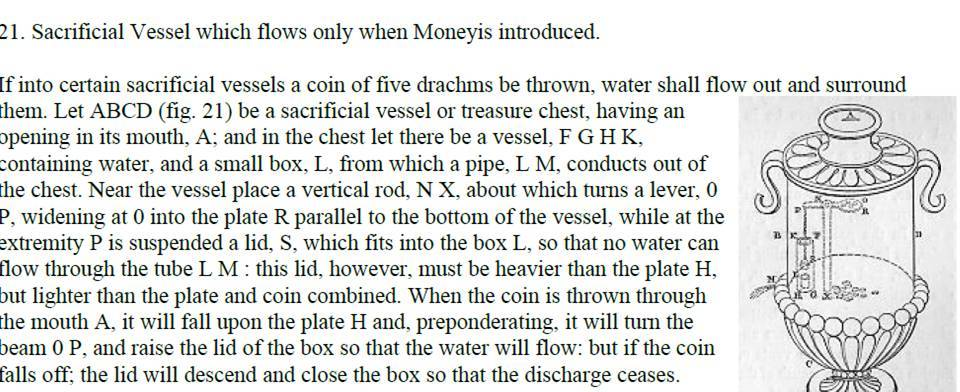 21. Sacrificial Vessel which flows only when Moneyis introduced.
If into certain sacrificial vessels a coin of five drachms be thrown, water shall flow out and surround
them. Let ABCD (fig. 21) be a sacrificial vessel or treasure chest, having an
opening in its mouth, A; and in the chest let there be a vessel, F G H K,
containing water, and a small box, L, from which a pipe, L M, conducts out of
the chest. Near the vessel place a vertical rod, N X, about which turns a lever, 0
P, widening at 0 into the plate R parallel to the bottom of the vessel, while at the
extremity P is suspended a lid, S, which fits into the box L, so that no water can
flow through the tube L M : this lid, however, must be heavier than the plate H,
but lighter than the plate and coin combined. When the coin is thrown through
the mouth A, it will fall upon the plate H and, preponderating, it will turn the
beam 0 P, and raise the lid of the box so that the water will flow: but if the coin
falls off; the lid will descend and close the box so that the discharge ceases.
A
P
R
B K F
D
M
H G X
C